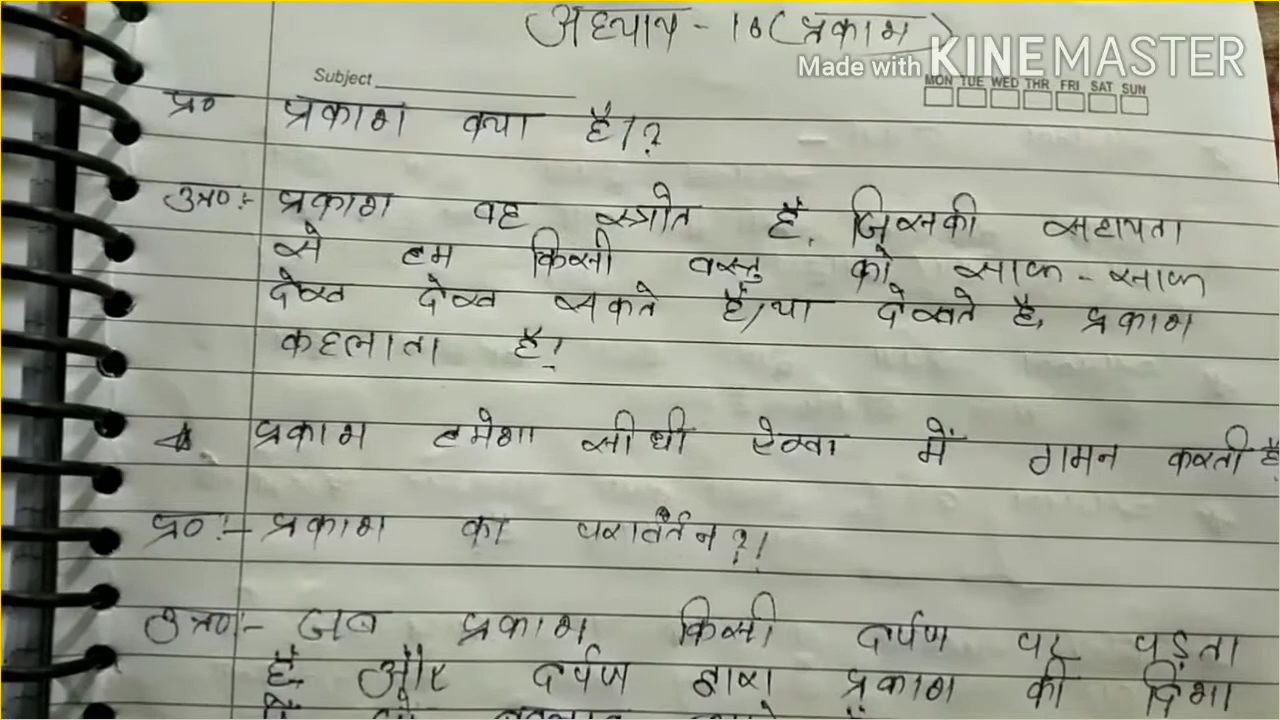 अध्याय - 10 (प्रकाश)
Made with KINEMASTER
Subject
MON TUE WED THR FRI SAT SUN
प्र० प्रकाश क्या है।?
उत्र०:- प्रकाश वह स्त्रोत है, जिसकी सहायता
से हम किसी वस्तु को साफ - साफ
देख देख सकते है/या देखते है, प्रकाश
कहलाता है!
प्रकाश हमेशा सीधी रेखा में गमन करती है
प्र०:- प्रकाश का परावर्तन?!
उत्र०:- जब प्रकाश किसी दर्पण पर पड़ता
है, और दर्पण द्वारा प्रकाश की दिशा